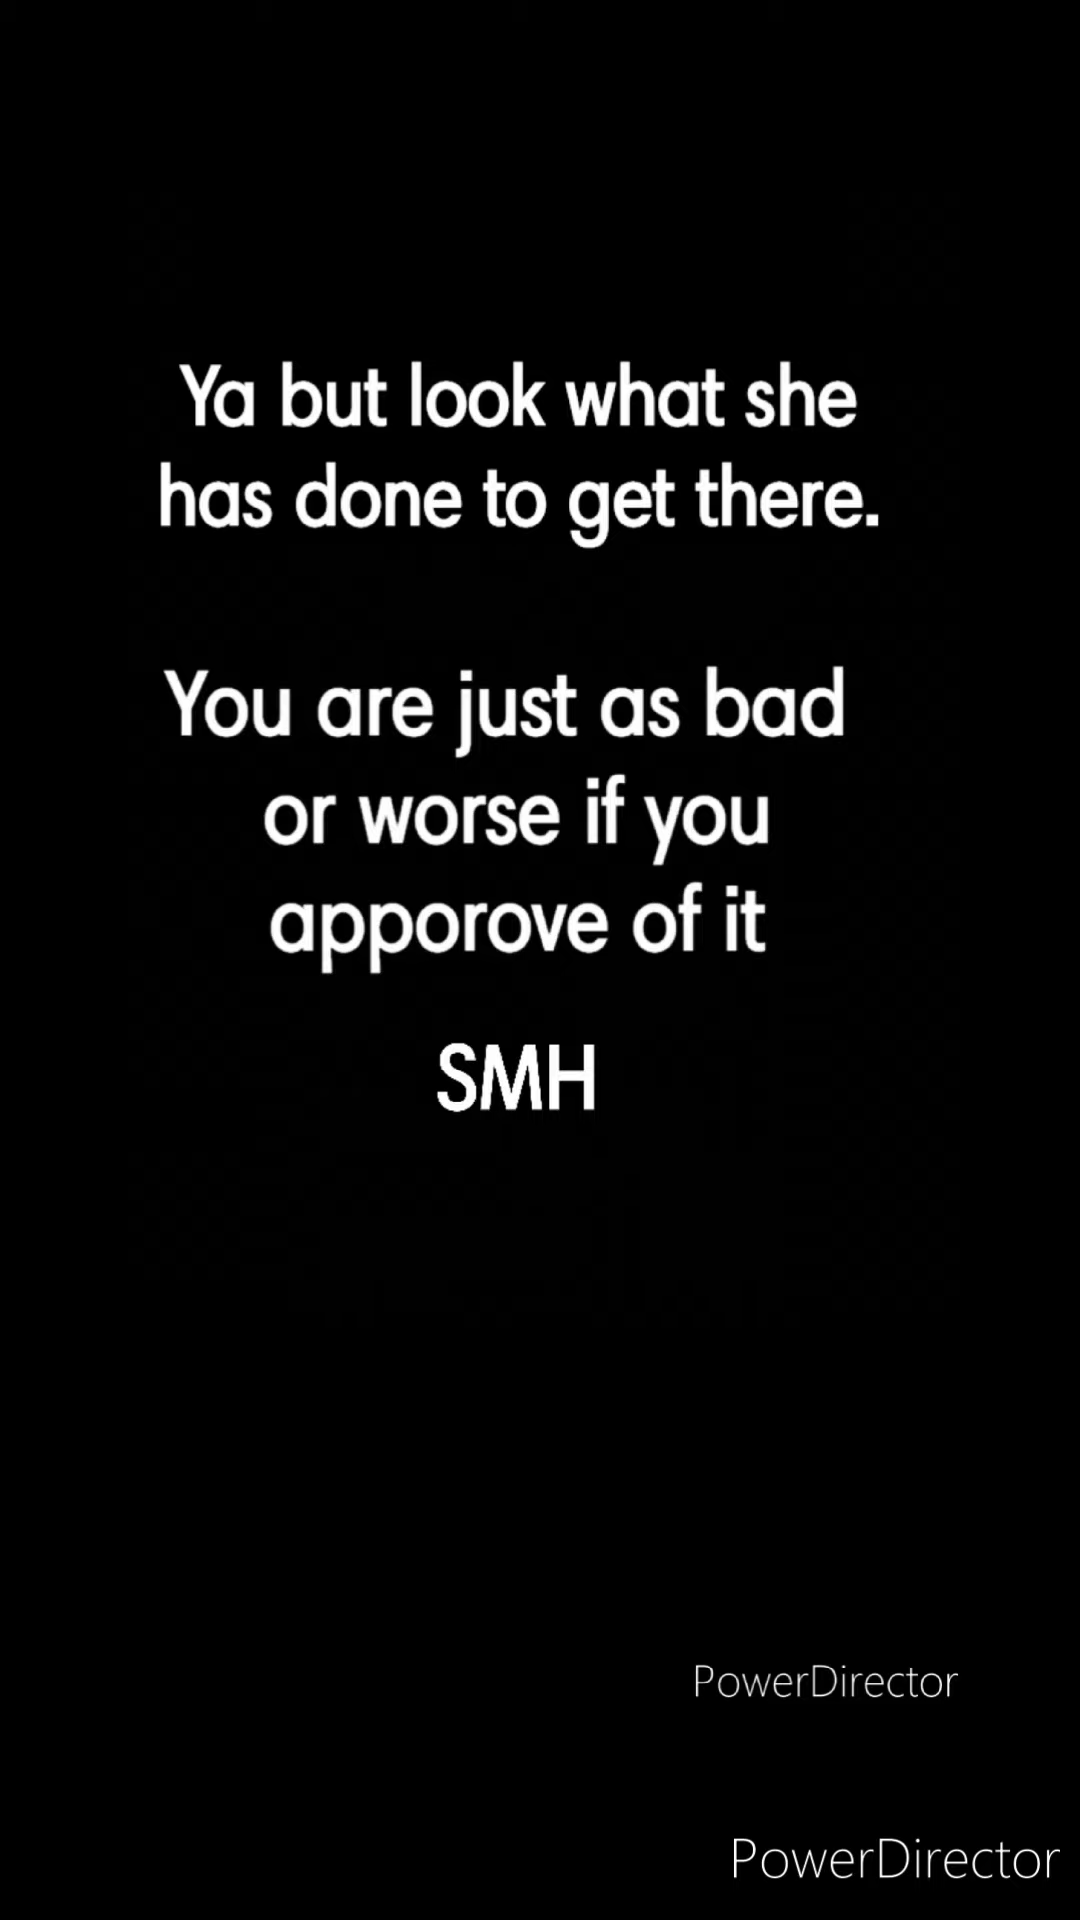 Ya but look what she
has done to get there.
You are just as bad
or worse if you
apporove of it
SMH
PowerDirector
PowerDirector